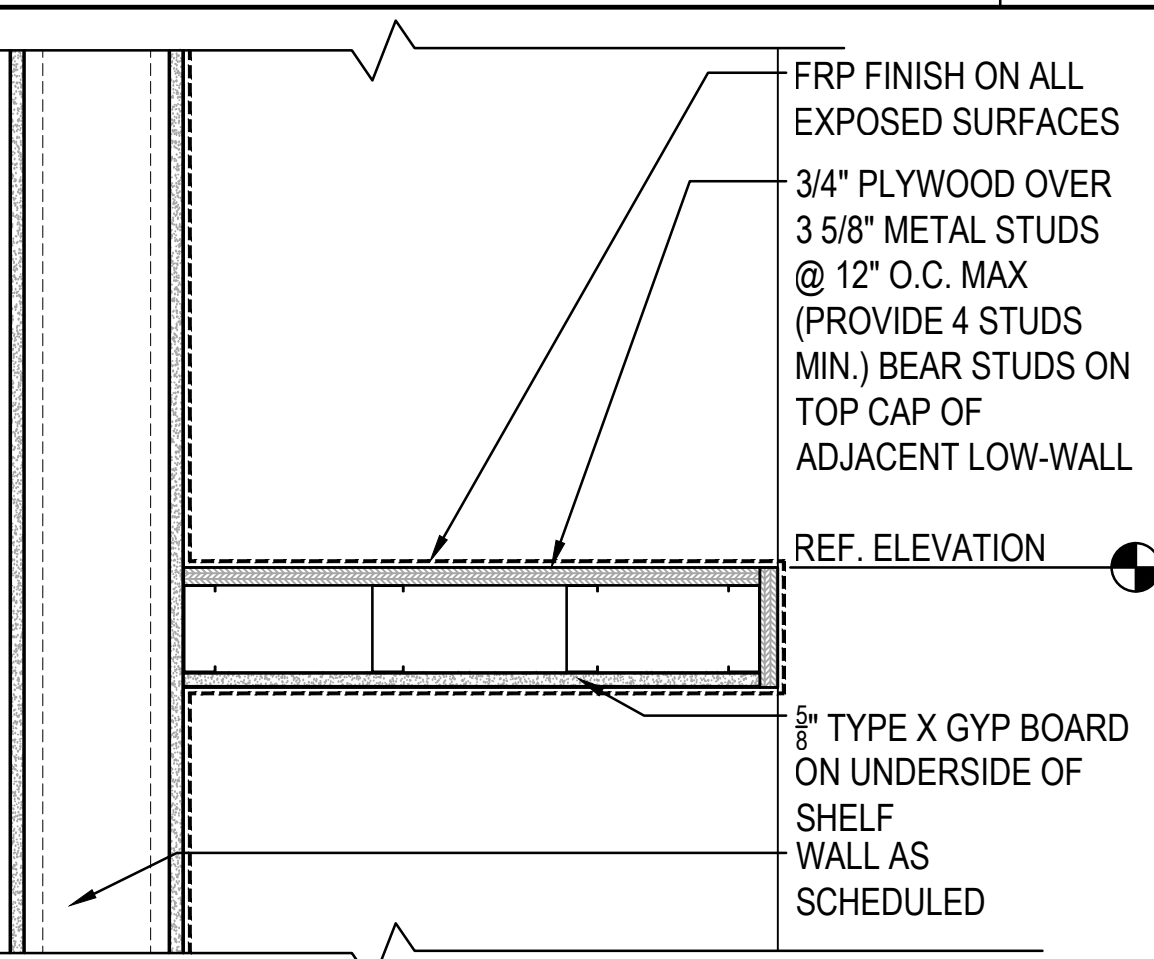 FRP FINISH ON ALL
EXPOSED SURFACES
3/4" PLYWOOD OVER
3 5/8" METAL STUDS
@ 12" O.C. MAX
(PROVIDE 4 STUDS
MIN.) BEAR STUDS ON
TOP CAP OF
ADJACENT LOW-WALL
REF. ELEVATION
5/8" TYPE X GYP BOARD
ON UNDERSIDE OF
SHELF
WALL AS
SCHEDULED